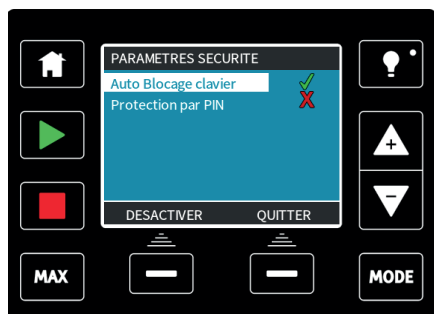 PARAMETRES SECURITE
Auto Blocage clavier
Protection par PIN
DESACTIVER QUITTER
MAX
MODE